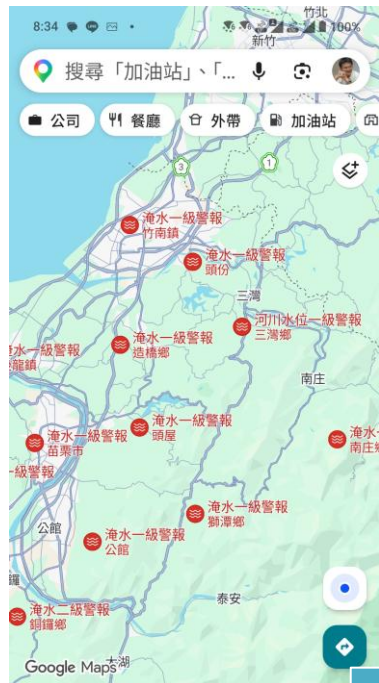 8:34
100%
竹北
新竹
搜尋「加油站」、「...
公司
餐廳
外帶
加油站
3
1
淹水一級警報
竹南鎮
淹水一級警報
頭份
三灣
河川水位一級警報
三灣鄉
淹水一級警報
造橋鄉
水一級警報
龍鎮
南庄
淹水一級警報
頭屋
淹水一級警報
苗栗市
淹水
南庄
一級警報
淹水一級警報
獅潭鄉
公館
淹水一級警報
公館
鑼
泰安
淹水二級警報
銅鑼鄉
大湖
Google Maps